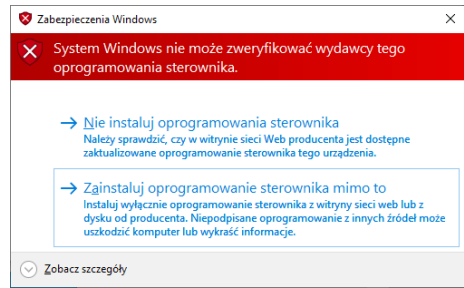 Zabezpieczenia Windows
System Windows nie może zweryfikować wydawcy tego
oprogramowania sterownika.
Nie instaluj oprogramowania sterownika
Należy sprawdzić, czy w witrynie sieci Web producenta jest dostępne
zaktualizowane oprogramowanie sterownika tego urządzenia.
Zainstaluj oprogramowanie sterownika mimo to
Instaluj wyłącznie oprogramowanie sterownika z witryny sieci web lub z
dysku od producenta. Niepodpisane oprogramowanie z innych źródeł może
uszkodzić komputer lub wykraść informacje.
Zobacz szczegóły